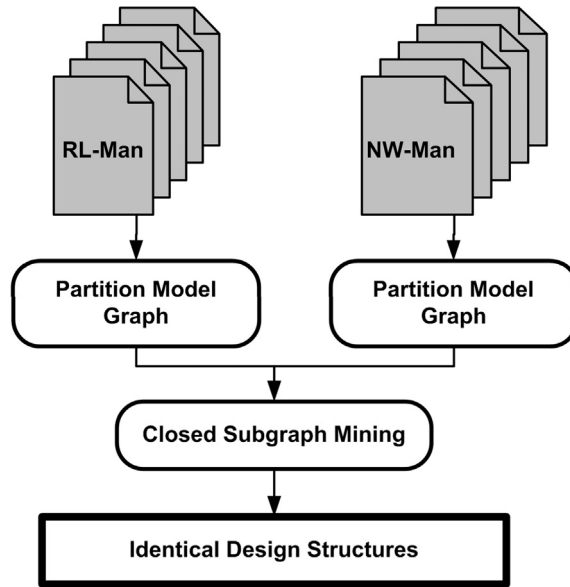 RL-Man
NW-Man
Partition Model
Graph
Partition Model
Graph
Closed Subgraph Mining
Identical Design Structures